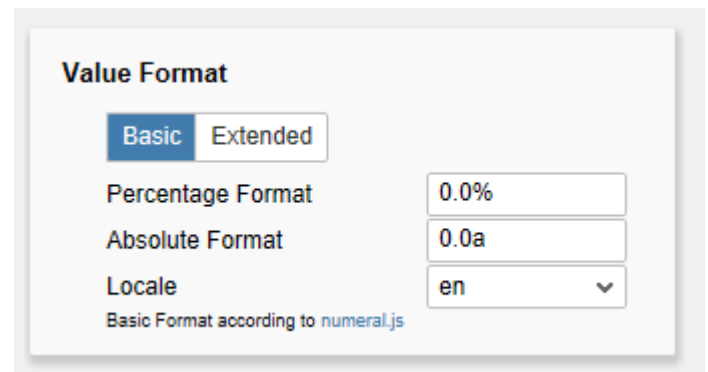 Value Format
Basic Extended
Percentage Format 0.0%
Absolute Format 0.0a
Locale en
Basic Format according to numeral.js